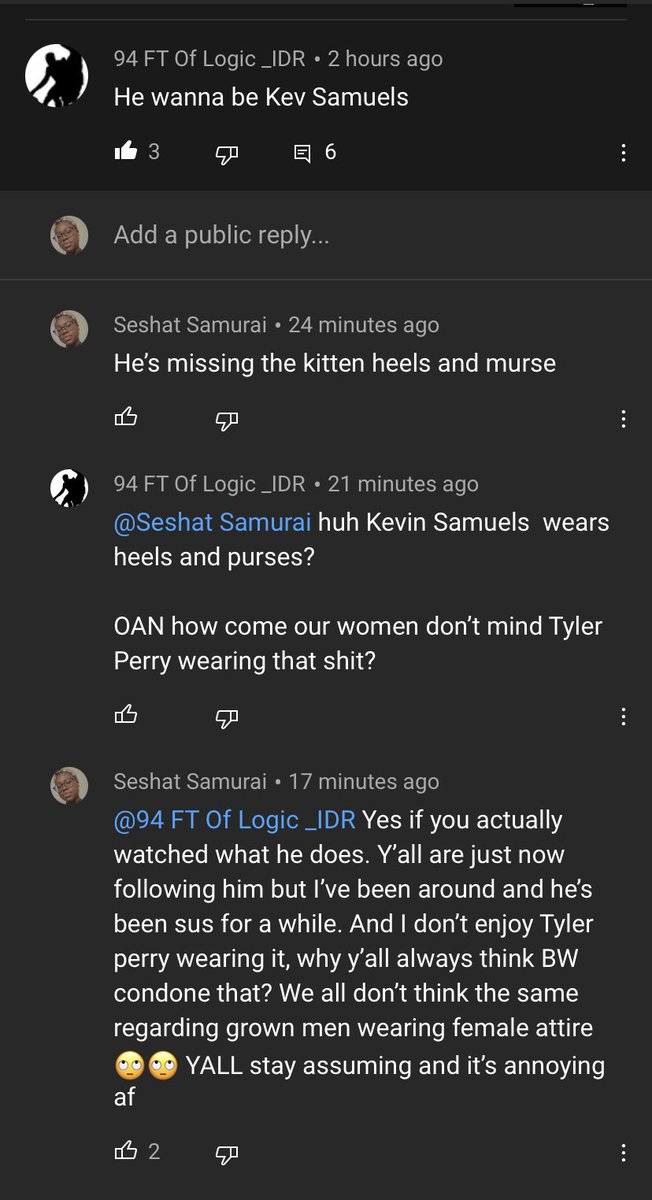 94 FT Of Logic _IDR • 2 hours ago
He wanna be Kev Samuels
3
6
Add a public reply...
Seshat Samurai • 24 minutes ago
He’s missing the kitten heels and murse
94 FT Of Logic _IDR • 21 minutes ago
@Seshat Samurai huh Kevin Samuels  wears
heels and purses?
OAN how come our women don’t mind Tyler
Perry wearing that shit?
Seshat Samurai • 17 minutes ago
@94 FT Of Logic _IDR Yes if you actually
watched what he does. Y’all are just now
following him but I’ve been around and he’s
been sus for a while. And I don’t enjoy Tyler
perry wearing it, why y’all always think BW
condone that? We all don’t think the same
regarding grown men wearing female attire
🙄🙄 YALL stay assuming and it’s annoying
af
2